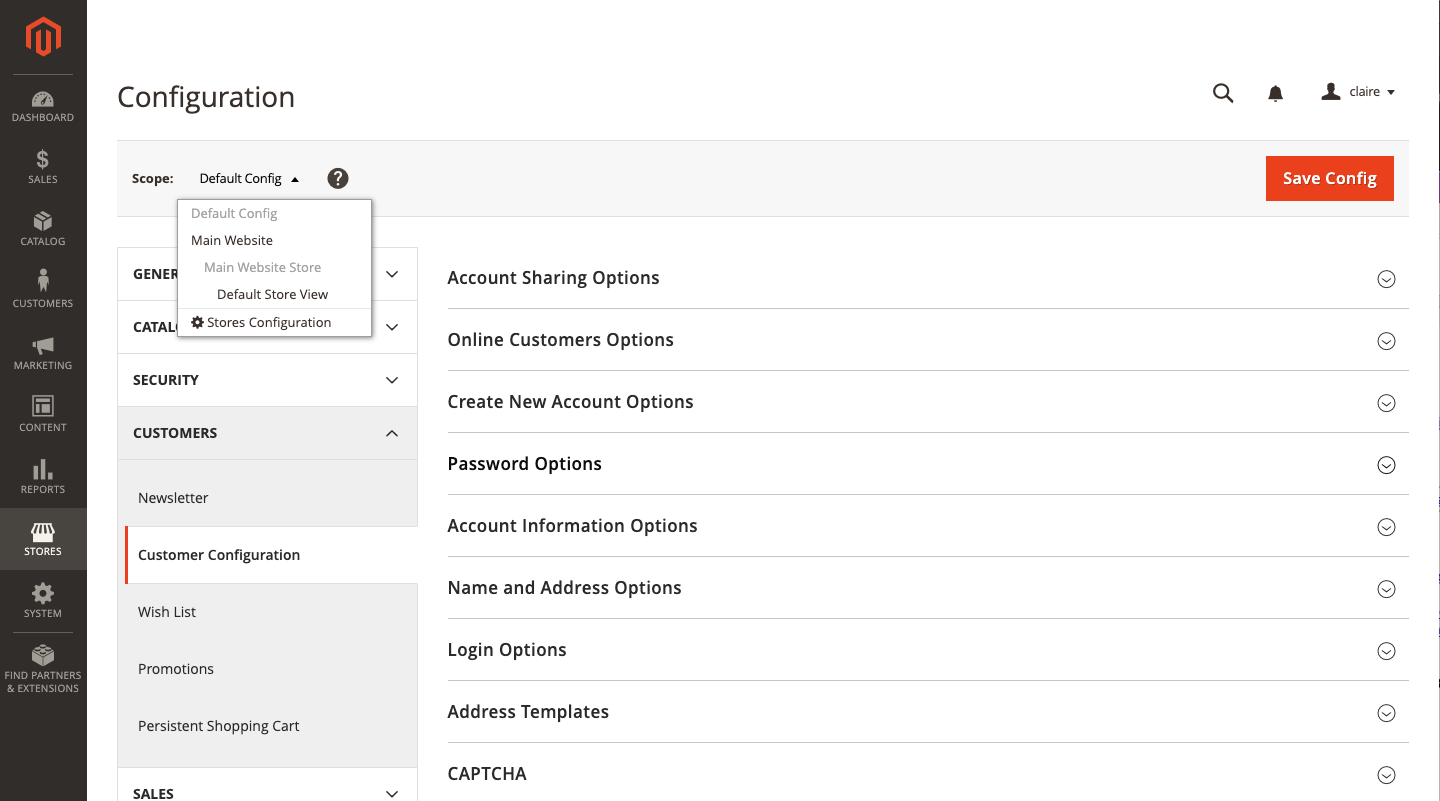 DASHBOARD
SALES
CATALOG
CUSTOMERS
MARKETING
CONTENT
REPORTS
STORES
SYSTEM
FIND PARTNERS
& EXTENSIONS
Configuration
claire
Scope:
Default Config
?
Save Config
Default Config
Main Website
Main Website Store
Default Store View
Stores Configuration
GENER
CATALO
SECURITY
CUSTOMERS
Newsletter
Customer Configuration
Wish List
Promotions
Persistent Shopping Cart
SALES
Account Sharing Options
Online Customers Options
Create New Account Options
Password Options
Account Information Options
Name and Address Options
Login Options
Address Templates
CAPTCHA